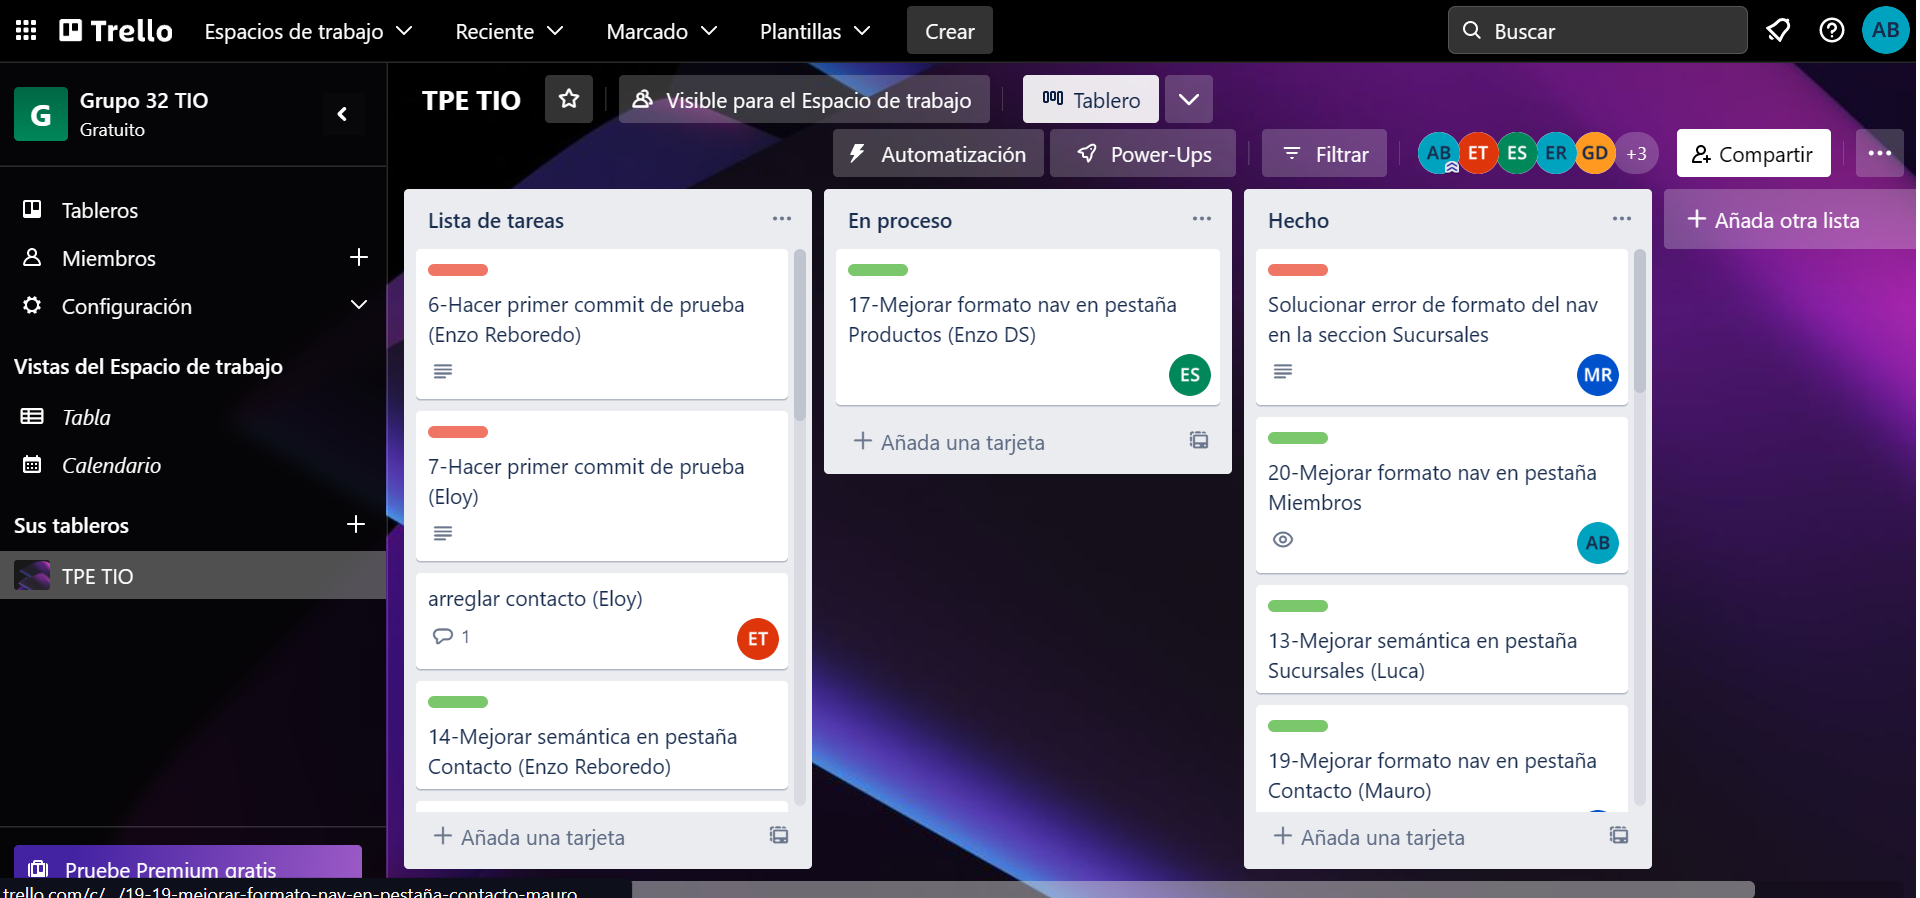 Trello
Espacios de trabajo
Reciente
Marcado
Plantillas
Crear
Buscar
AB
G
Grupo 32 TIO
Gratuito
TPE TIO
Visible para el Espacio de trabajo
Tablero
Automatización
Power-Ups
Filtrar
AB
ET
ES
ER
GD
+3
Compartir
Tableros
Miembros
Configuración
Vistas del Espacio de trabajo
Tabla
Calendario
Sus tableros
TPE TIO
Pruebe Premium gratis
trello.com/c/.../19-19-mejorar-formato-nav-en-pestaña-contacto-mauro
Lista de tareas
6-Hacer primer commit de prueba
(Enzo Reboredo)
7-Hacer primer commit de prueba
(Eloy)
arreglar contacto (Eloy)
1
ET
14-Mejorar semántica en pestaña
Contacto (Enzo Reboredo)
Añada una tarjeta
En proceso
17-Mejorar formato nav en pestaña
Productos (Enzo DS)
ES
Añada una tarjeta
Hecho
Solucionar error de formato del nav
en la seccion Sucursales
MR
20-Mejorar formato nav en pestaña
Miembros
AB
13-Mejorar semántica en pestaña
Sucursales (Luca)
19-Mejorar formato nav en pestaña
Contacto (Mauro)
Añada una tarjeta
Añada otra lista